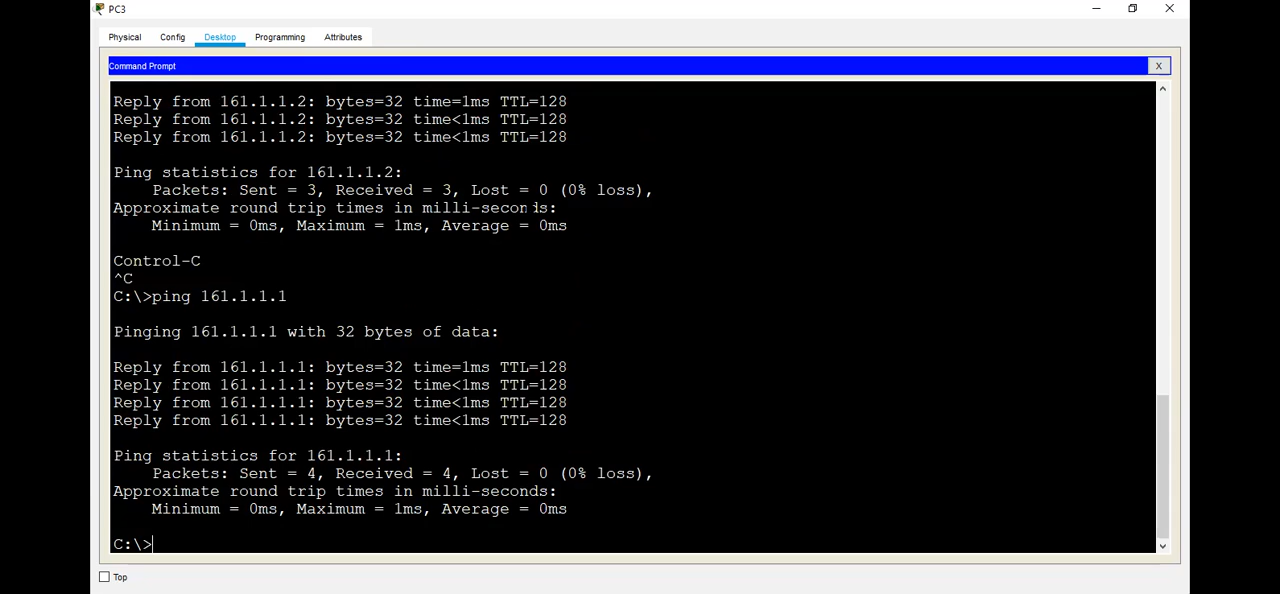 PC3
Physical Config Desktop Programming Attributes
Command Prompt
X
Reply from 161.1.1.2: bytes=32 time=1ms TTL=128
Reply from 161.1.1.2: bytes=32 time<1ms TTL=128
Reply from 161.1.1.2: bytes=32 time<1ms TTL=128
Ping statistics for 161.1.1.2:
Packets: Sent = 3, Received = 3, Lost = 0 (0% loss),
Approximate round trip times in milli-seconds:
Minimum = 0ms, Maximum = 1ms, Average = 0ms
Control-C
^C
C:\>ping 161.1.1.1
Pinging 161.1.1.1 with 32 bytes of data:
Reply from 161.1.1.1: bytes=32 time=1ms TTL=128
Reply from 161.1.1.1: bytes=32 time<1ms TTL=128
Reply from 161.1.1.1: bytes=32 time<1ms TTL=128
Reply from 161.1.1.1: bytes=32 time<1ms TTL=128
Ping statistics for 161.1.1.1:
Packets: Sent = 4, Received = 4, Lost = 0 (0% loss),
Approximate round trip times in milli-seconds:
Minimum = 0ms, Maximum = 1ms, Average = 0ms
C:\>
Top